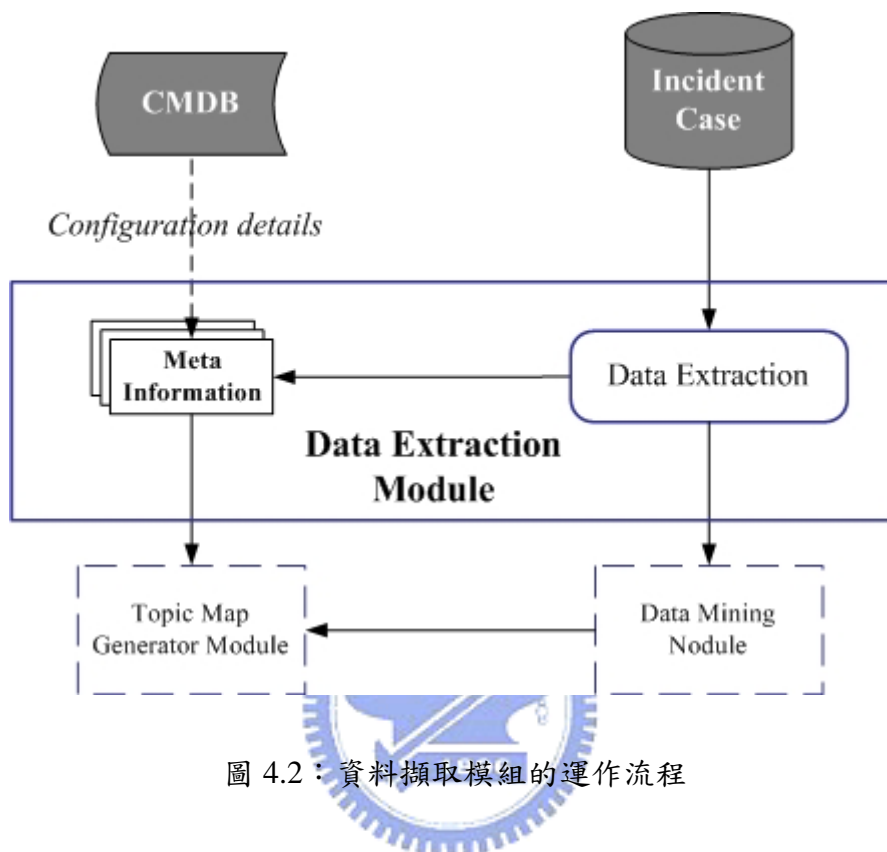 CMDB
Incident
Case
Configuration details
Meta
Information
Data Extraction
Data Extraction
Module
Topic Map
Generator Module
Data Mining
Nodule
圖 4.2：資料擷取模組的運作流程